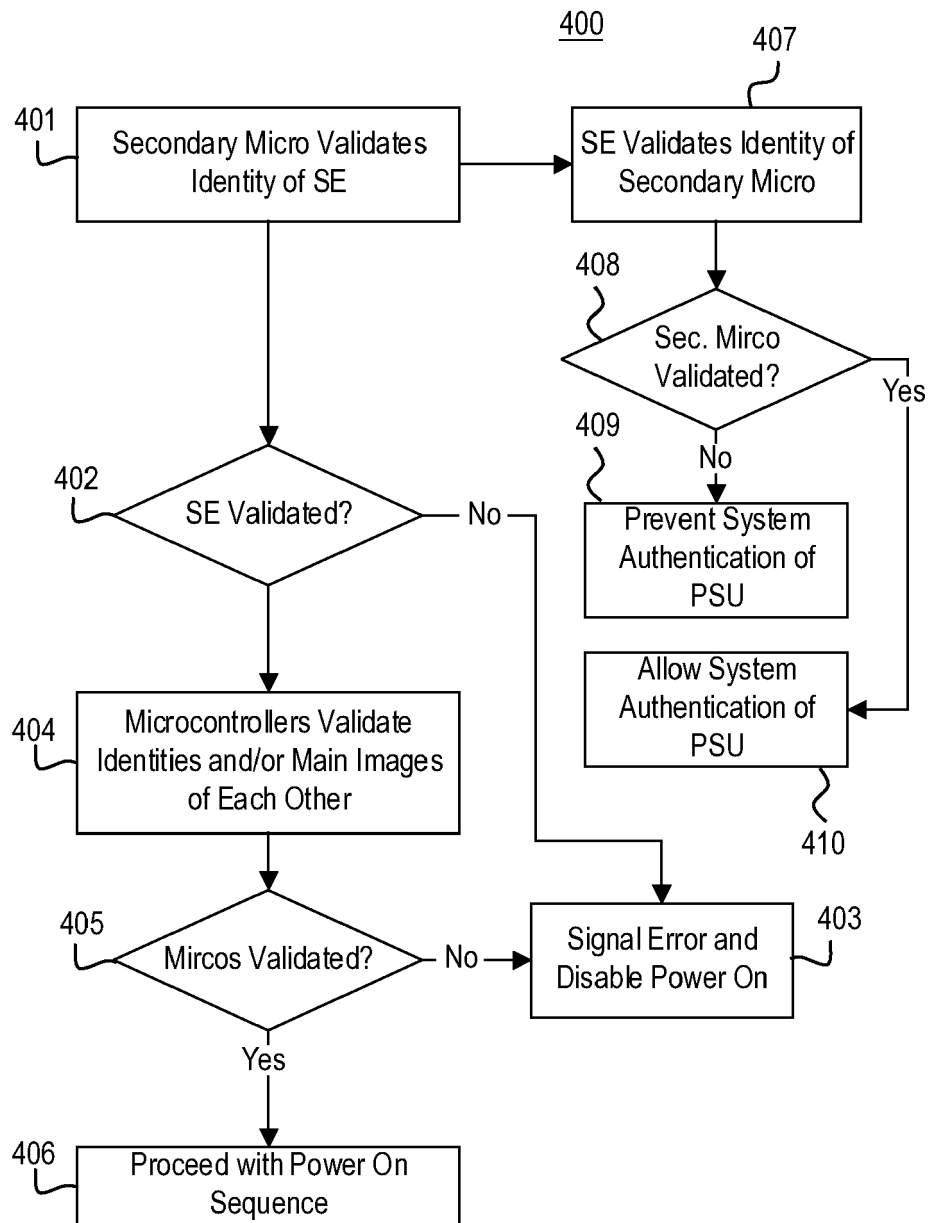 400
407
401
Secondary Micro Validates
Identity of SE
SE Validates Identity of
Secondary Micro
408
Sec. Mirco
Validated?
Yes
No
409
Prevent System
Authentication of
PSU
402
SE Validated?
No
Allow System
Authentication of
PSU
410
404
Microcontrollers Validate
Identities and/or Main Images
of Each Other
405
Mircos Validated?
No
Signal Error and
Disable Power On
403
Yes
406
Proceed with Power On
Sequence